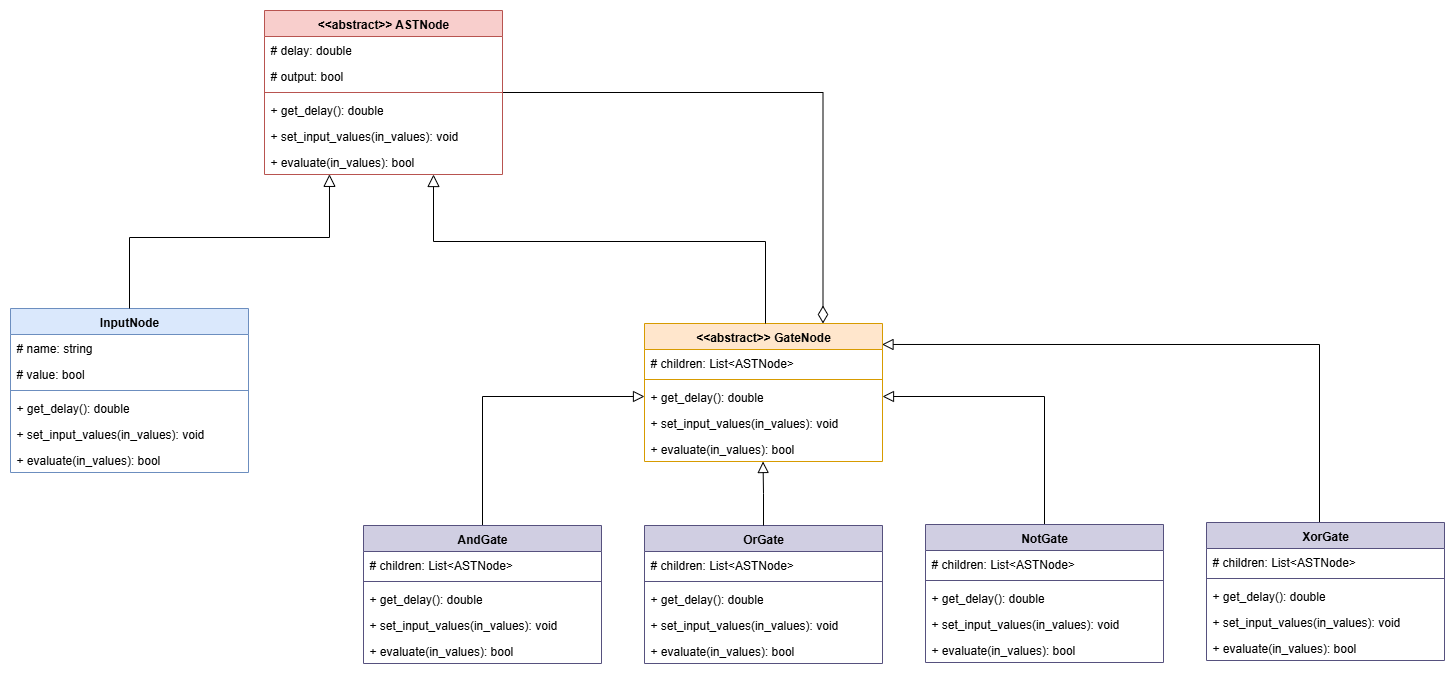 <<abstract>> ASTNode
# delay: double
# output: bool
+ get_delay(): double
+ set_input_values(in_values): void
+ evaluate(in_values): bool
InputNode
# name: string
# value: bool
+ get_delay(): double
+ set_input_values(in_values): void
+ evaluate(in_values): bool
<<abstract>> GateNode
# children: List<ASTNode>
+ get_delay(): double
+ set_input_values(in_values): void
+ evaluate(in_values): bool
AndGate
# children: List<ASTNode>
+ get_delay(): double
+ set_input_values(in_values): void
+ evaluate(in_values): bool
OrGate
# children: List<ASTNode>
+ get_delay(): double
+ set_input_values(in_values): void
+ evaluate(in_values): bool
NotGate
# children: List<ASTNode>
+ get_delay(): double
+ set_input_values(in_values): void
+ evaluate(in_values): bool
XorGate
# children: List<ASTNode>
+ get_delay(): double
+ set_input_values(in_values): void
+ evaluate(in_values): bool